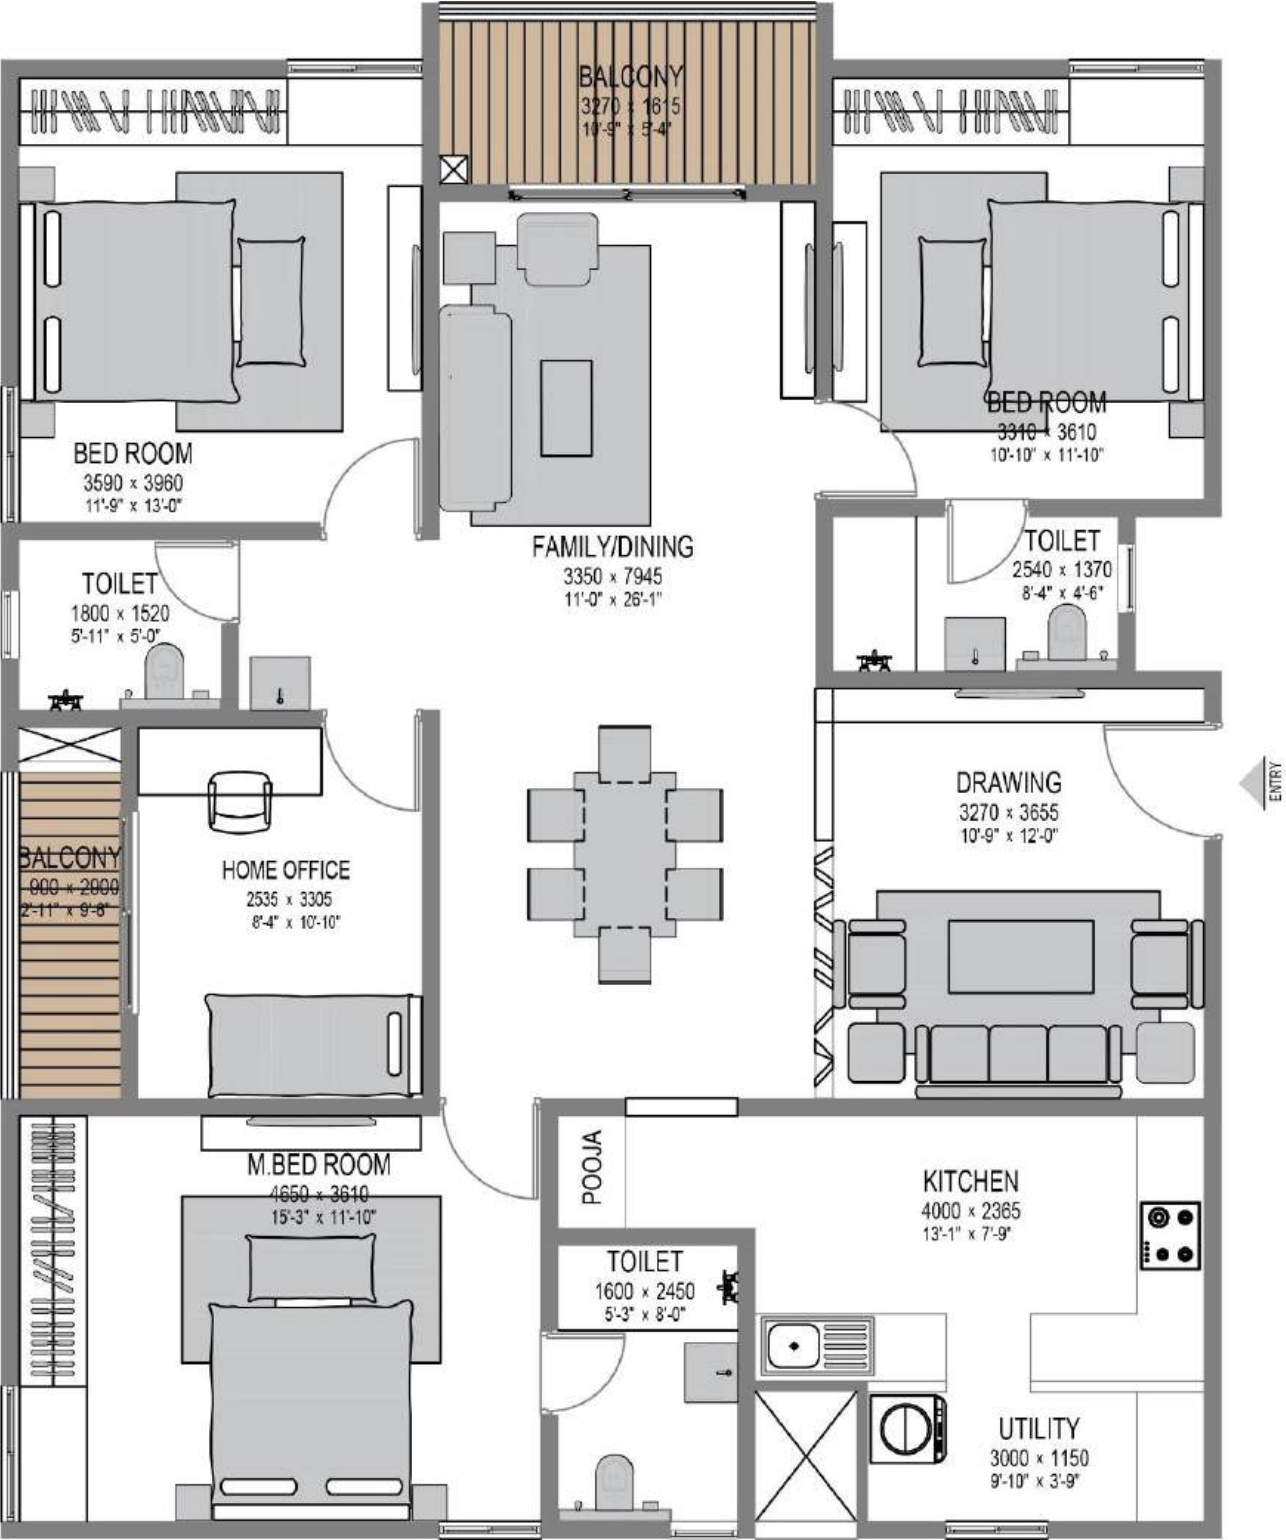 BALCONY
3270 x 1615
10'-9" x 5'-4"
BED ROOM
3590 x 3960
11'-9" x 13'-0"
BED ROOM
3310 x 3610
10'-10" x 11'-10"
FAMILY/DINING
3350 x 7945
11'-0" x 26'-1"
TOILET
1800 x 1520
5'-11" x 5'-0"
TOILET
2540 x 1370
8'-4" x 4'-6"
DRAWING
3270 x 3655
10'-9" x 12'-0"
ENTRY
BALCONY
900 x 2900
2'-11" x 9'-6"
HOME OFFICE
2535 x 3305
8'-4" x 10'-10"
M.BED ROOM
4650 x 3610
15'-3" x 11'-10"
POOJA
KITCHEN
4000 x 2365
13'-1" x 7'-9"
TOILET
1600 x 2450
5'-3" x 8'-0"
UTILITY
3000 x 1150
9'-10" x 3'-9"